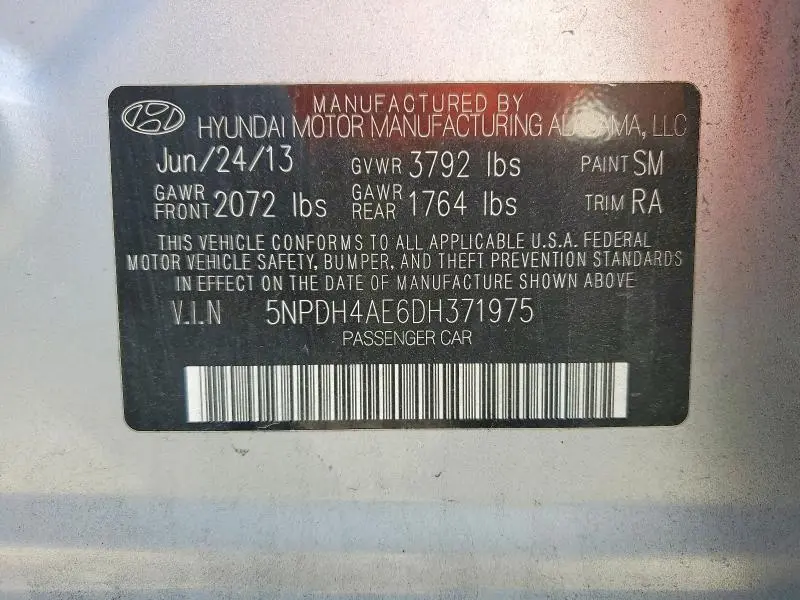 MANUFACTURED BY
HYUNDAI MOTOR MANUFACTURING ALABAMA, LLC
Jun/24/13 GVWR 3792 lbs PAINT SM
GAWR FRONT 2072 lbs GAWR REAR 1764 lbs TRIM RA
THIS VEHICLE CONFORMS TO ALL APPLICABLE U.S.A. FEDERAL
MOTOR VEHICLE SAFETY, BUMPER, AND THEFT PREVENTION STANDARDS
IN EFFECT ON THE DATE OF MANUFACTURE SHOWN ABOVE
V.I.N 5NPDH4AE6DH371975
PASSENGER CAR